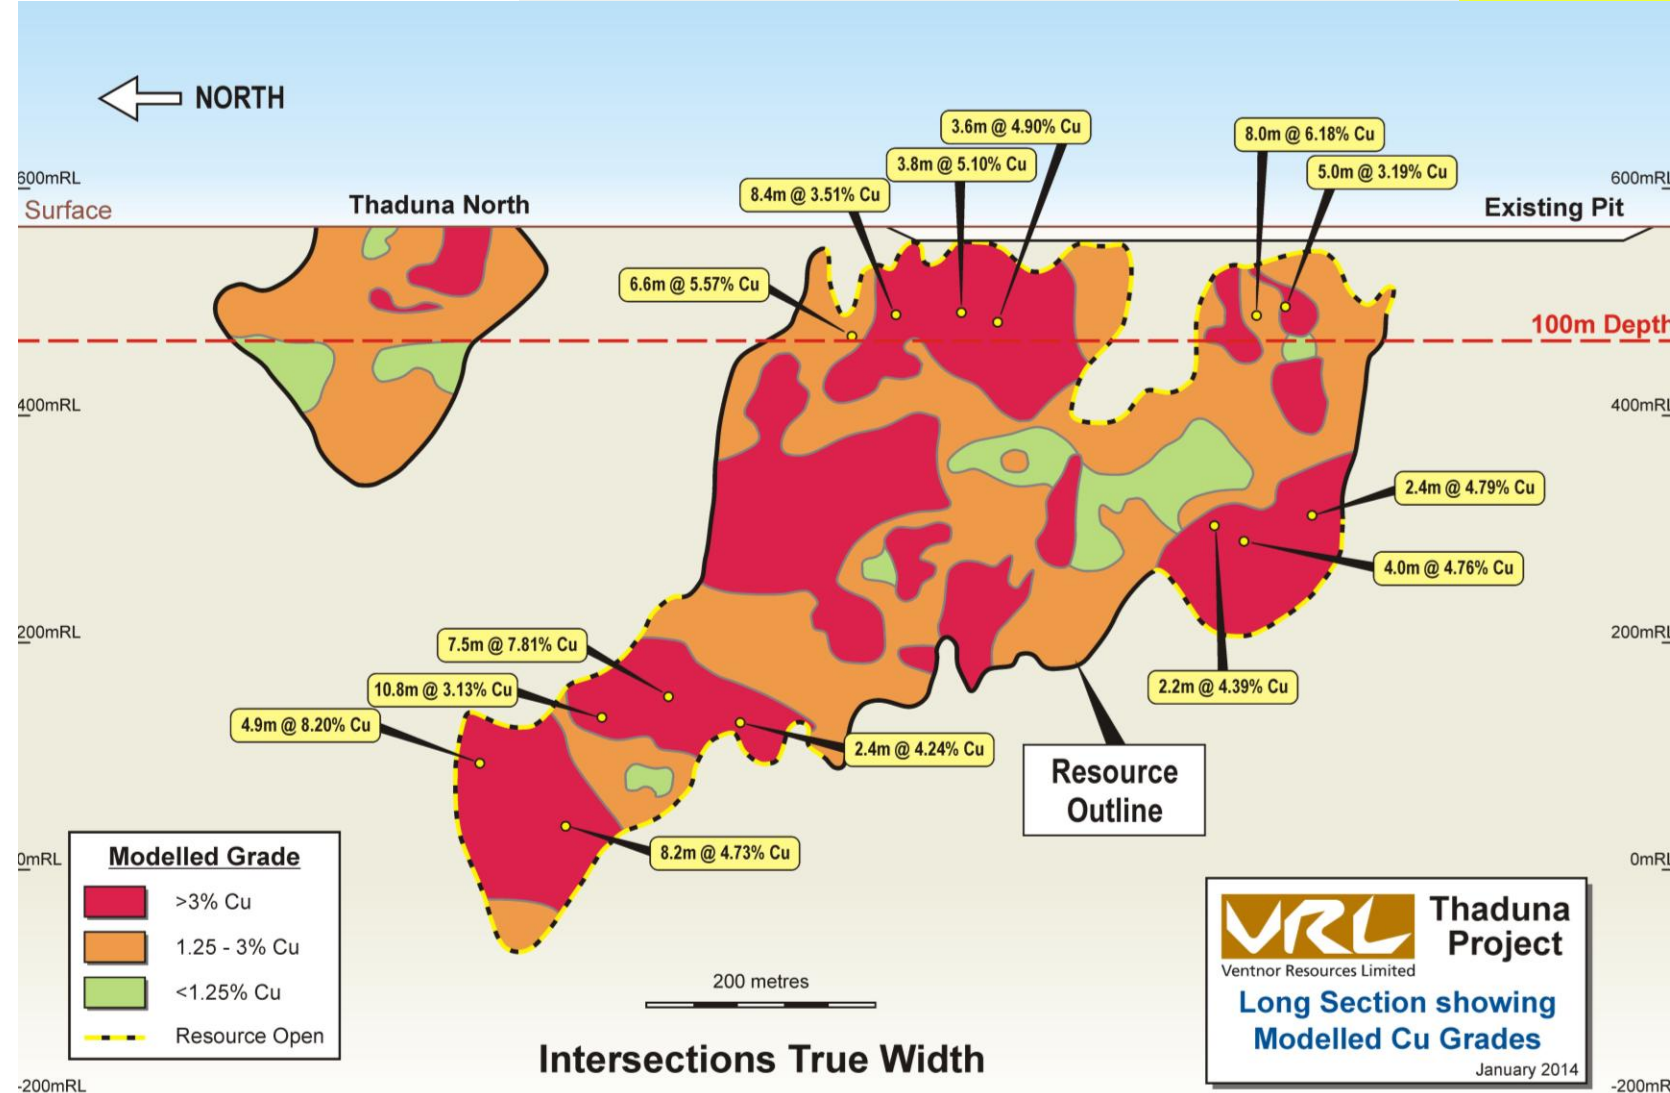 NORTH
3.6m @ 4.90% Cu
8.0m @ 6.18% Cu
3.8m @ 5.10% Cu
5.0m @ 3.19% Cu
600mRL
600mRL
8.4m @ 3.51% Cu
Surface
Thaduna North
Existing Pit
6.6m @ 5.57% Cu
100m Depth
400mRL
400mRL
2.4m @ 4.79% Cu
4.0m @ 4.76% Cu
200mRL
200mRL
7.5m @ 7.81% Cu
10.8m @ 3.13% Cu
2.2m @ 4.39% Cu
4.9m @ 8.20% Cu
2.4m @ 4.24% Cu
Resource
Outline
8.2m @ 4.73% Cu
0mRL
0mRL
Modelled Grade
>3% Cu
1.25 - 3% Cu
<1.25% Cu
Resource Open
200 metres
Intersections True Width
VRL
Ventnor Resources Limited
Thaduna
Project
Long Section showing
Modelled Cu Grades
January 2014
-200mRL
-200mR